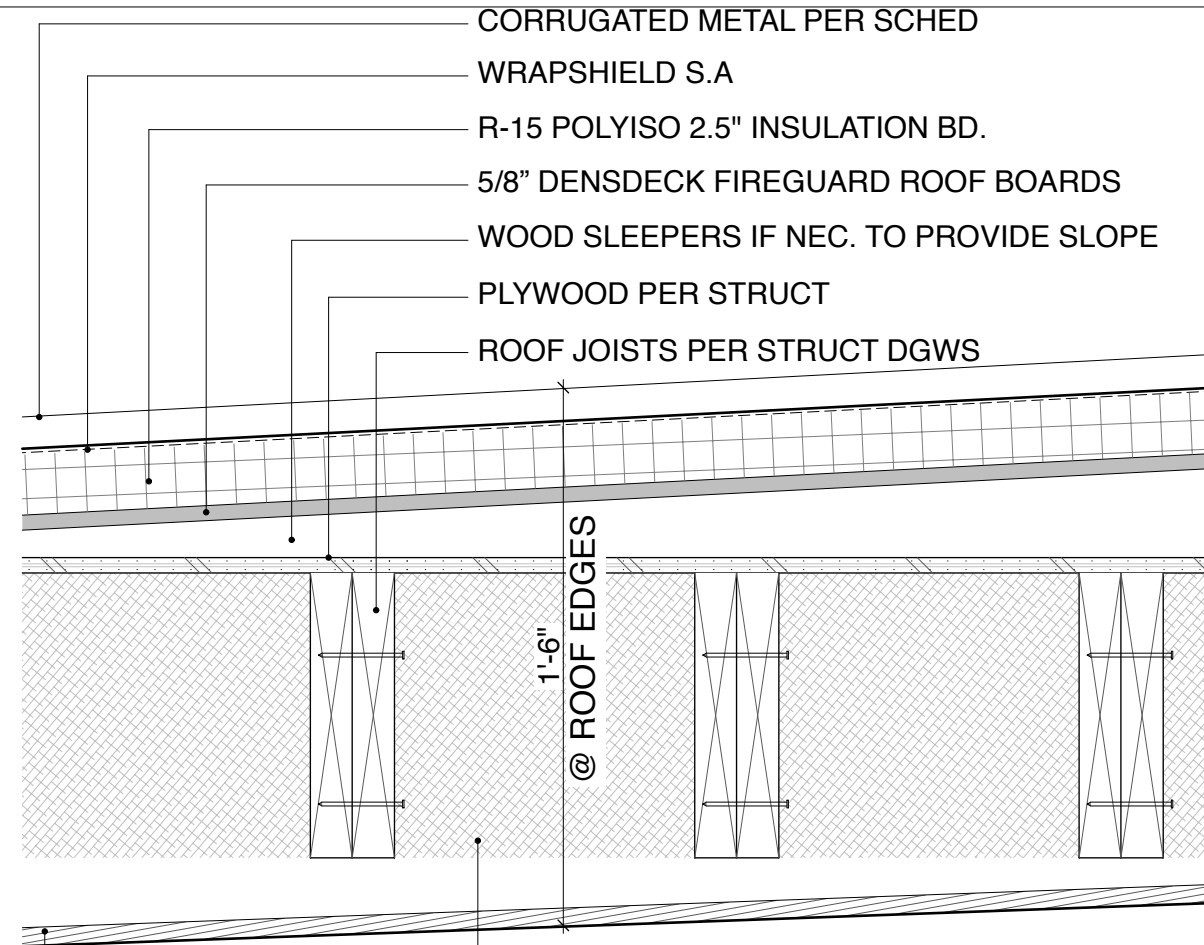 CORRUGATED METAL PER SCHED
WRAPSHIELD S.A
R-15 POLYISO 2.5" INSULATION BD.
5/8” DENSDECK FIREGUARD ROOF BOARDS
WOOD SLEEPERS IF NEC. TO PROVIDE SLOPE
PLYWOOD PER STRUCT
ROOF JOISTS PER STRUCT DGWS
1'-6"
@ ROOF EDGES